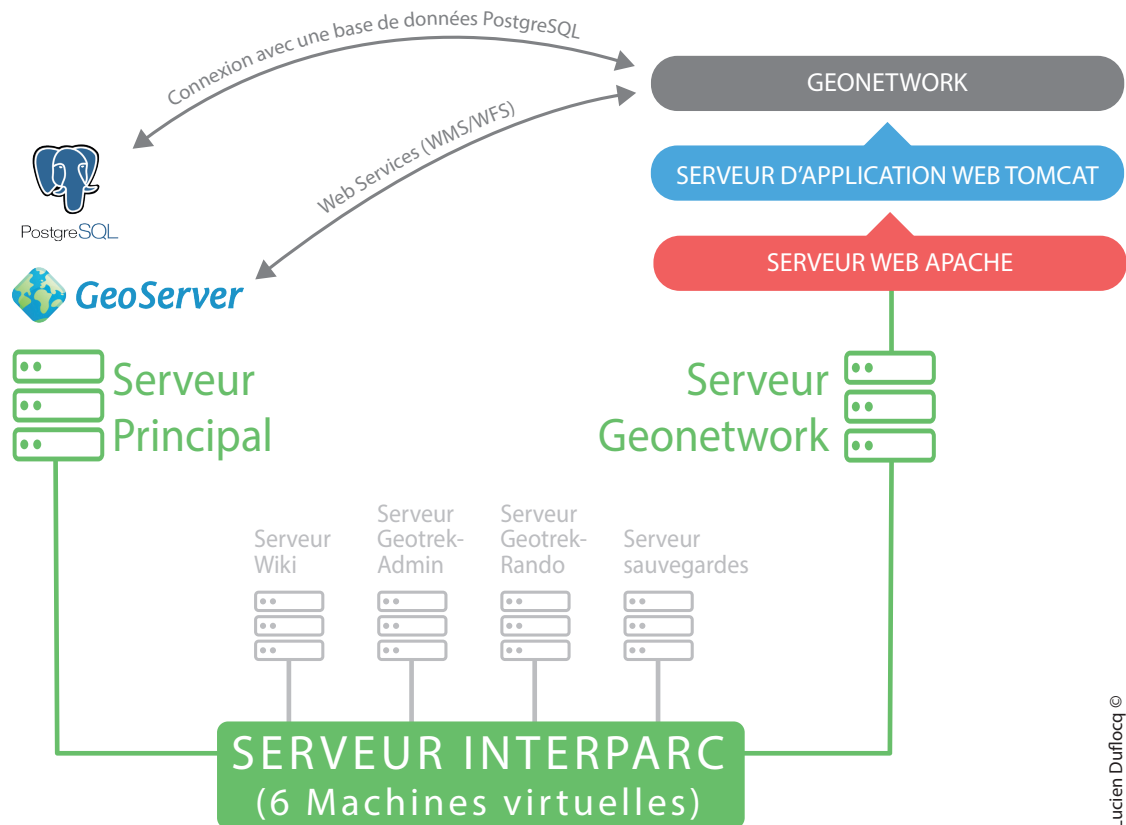 Connexion avec une base de données PostgreSQL
GEONETWORK
Web Services (WMS/WFS)
SERVEUR D'APPLICATION WEB TOMCAT
PostgreSQL
SERVEUR WEB APACHE
GeoServer
Serveur
Principal
Serveur
Geonetwork
Serveur
Wiki
Serveur
Geotrek-
Admin
Serveur
Geotrek-
Rando
Serveur
sauvegardes
SERVEUR INTERPARC
(6 Machines virtuelles)
Lucien Duflocq ©